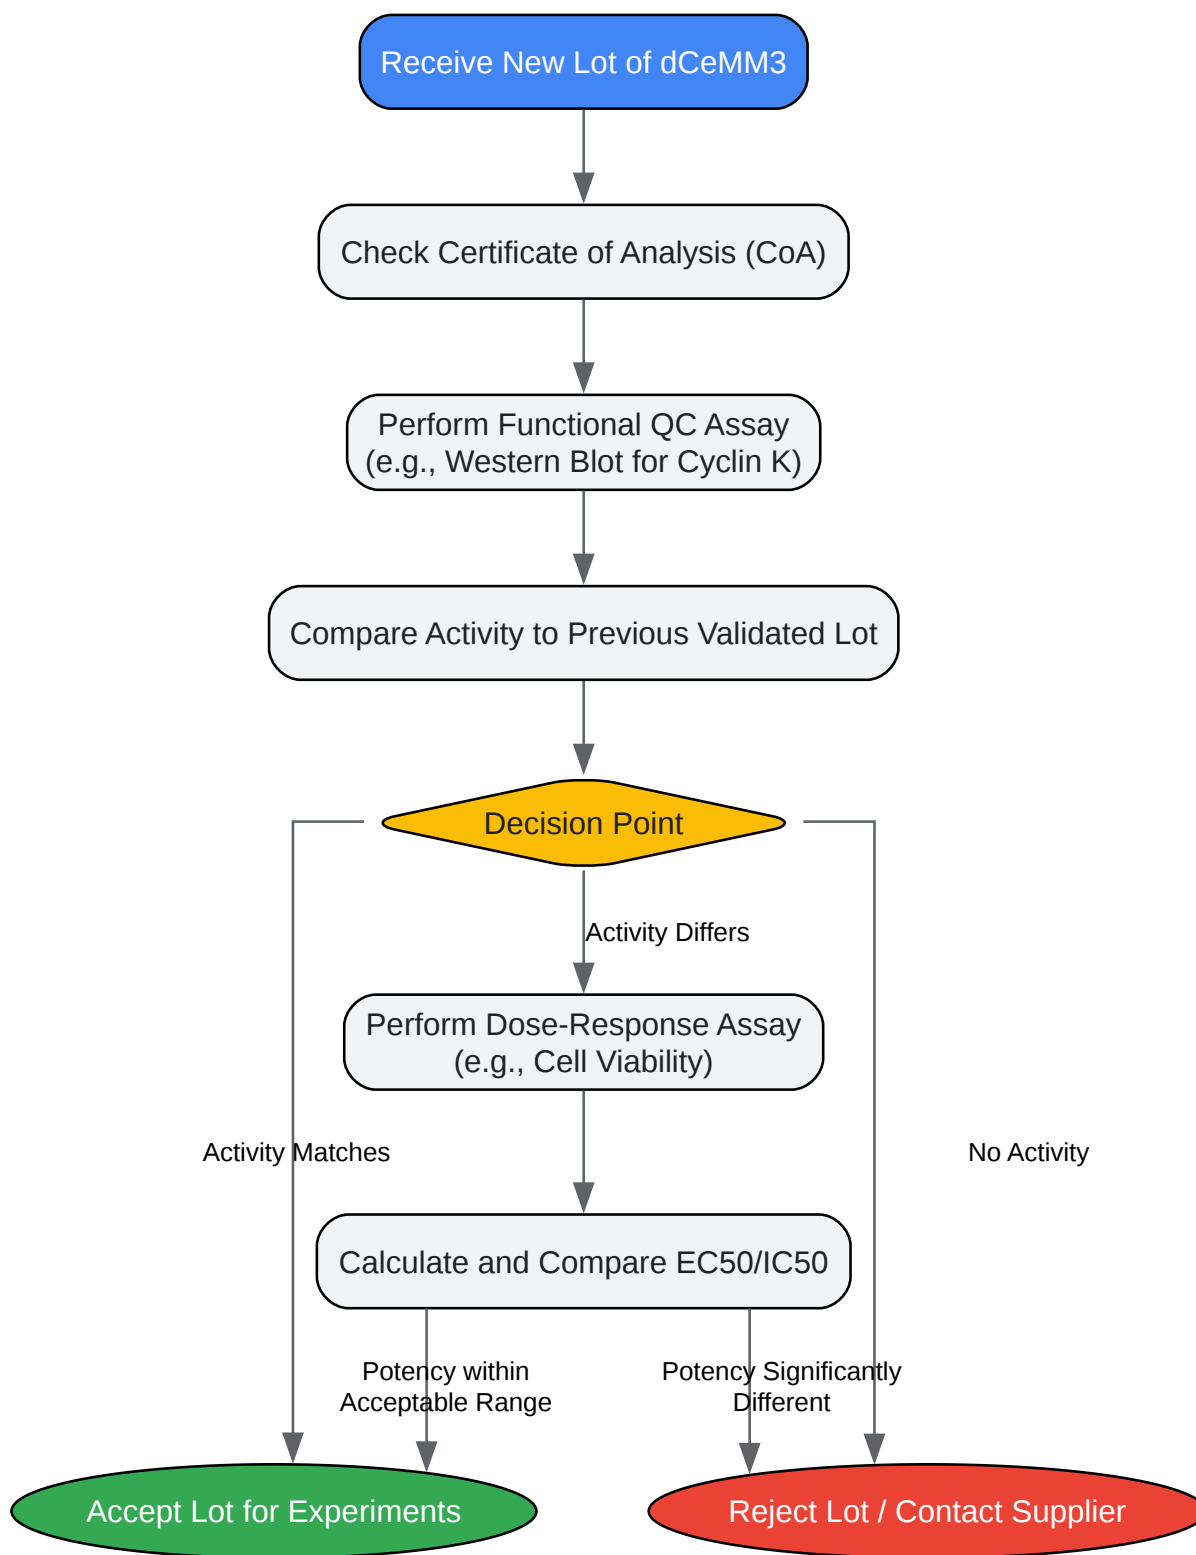 Receive New Lot of dCeMM3
Check Certificate of Analysis (CoA)
Perform Functional QC Assay
(e.g., Western Blot for Cyclin K)
Compare Activity to Previous Validated Lot
Decision Point
Activity Differs
Perform Dose-Response Assay
(e.g., Cell Viability)
Activity Matches
No Activity
Calculate and Compare EC50/IC50
Potency within
Acceptable Range
Potency Significantly
Different
Accept Lot for Experiments
Reject Lot / Contact Supplier